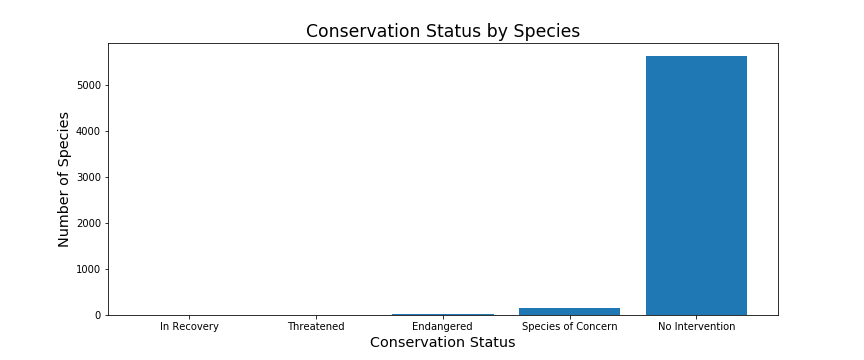 Conservation Status by Species
Number of Species
5000
4000
3000
2000
1000
0
In Recovery
Threatened
Endangered
Species of Concern
No Intervention
Conservation Status